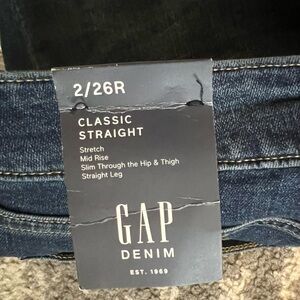 2/26R
CLASSIC
STRAIGHT
Stretch
Mid Rise
Slim Through the Hip & Thigh
Straight Leg
GAP
DENIM
EST. 1969